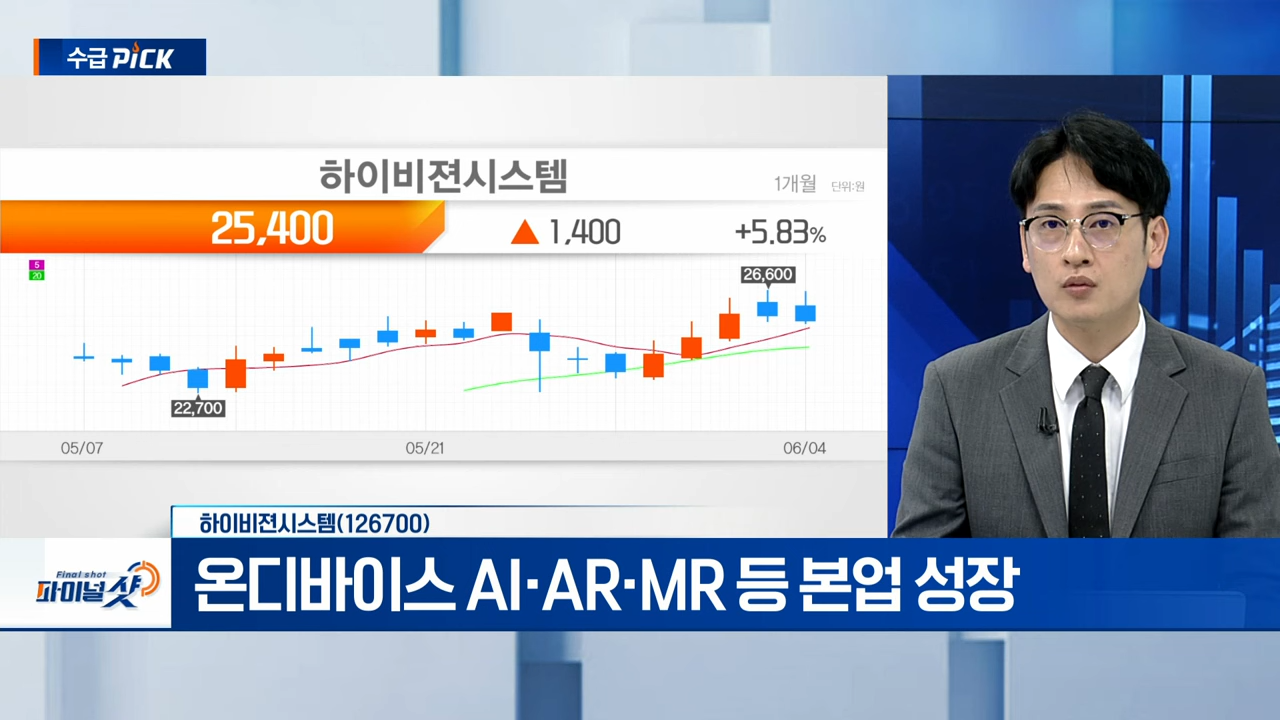 수급 PiCK
하이비젼시스템
1개월 단위:원
25,400 ▲ 1,400 +5.83%
5
20
26,600
22,700
05/07 05/21 06/04
하이비젼시스템(126700)
Final shot
파이널샷
온디바이스 AI·AR·MR 등 본업 성장